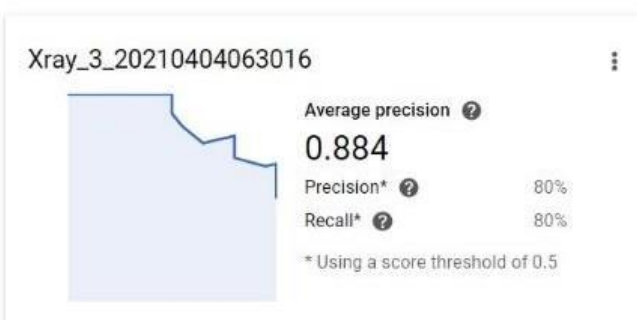 Xray_3_20210404063016
Average precision
0.884
Precision* 80%
Recall* 80%
* Using a score threshold of 0.5